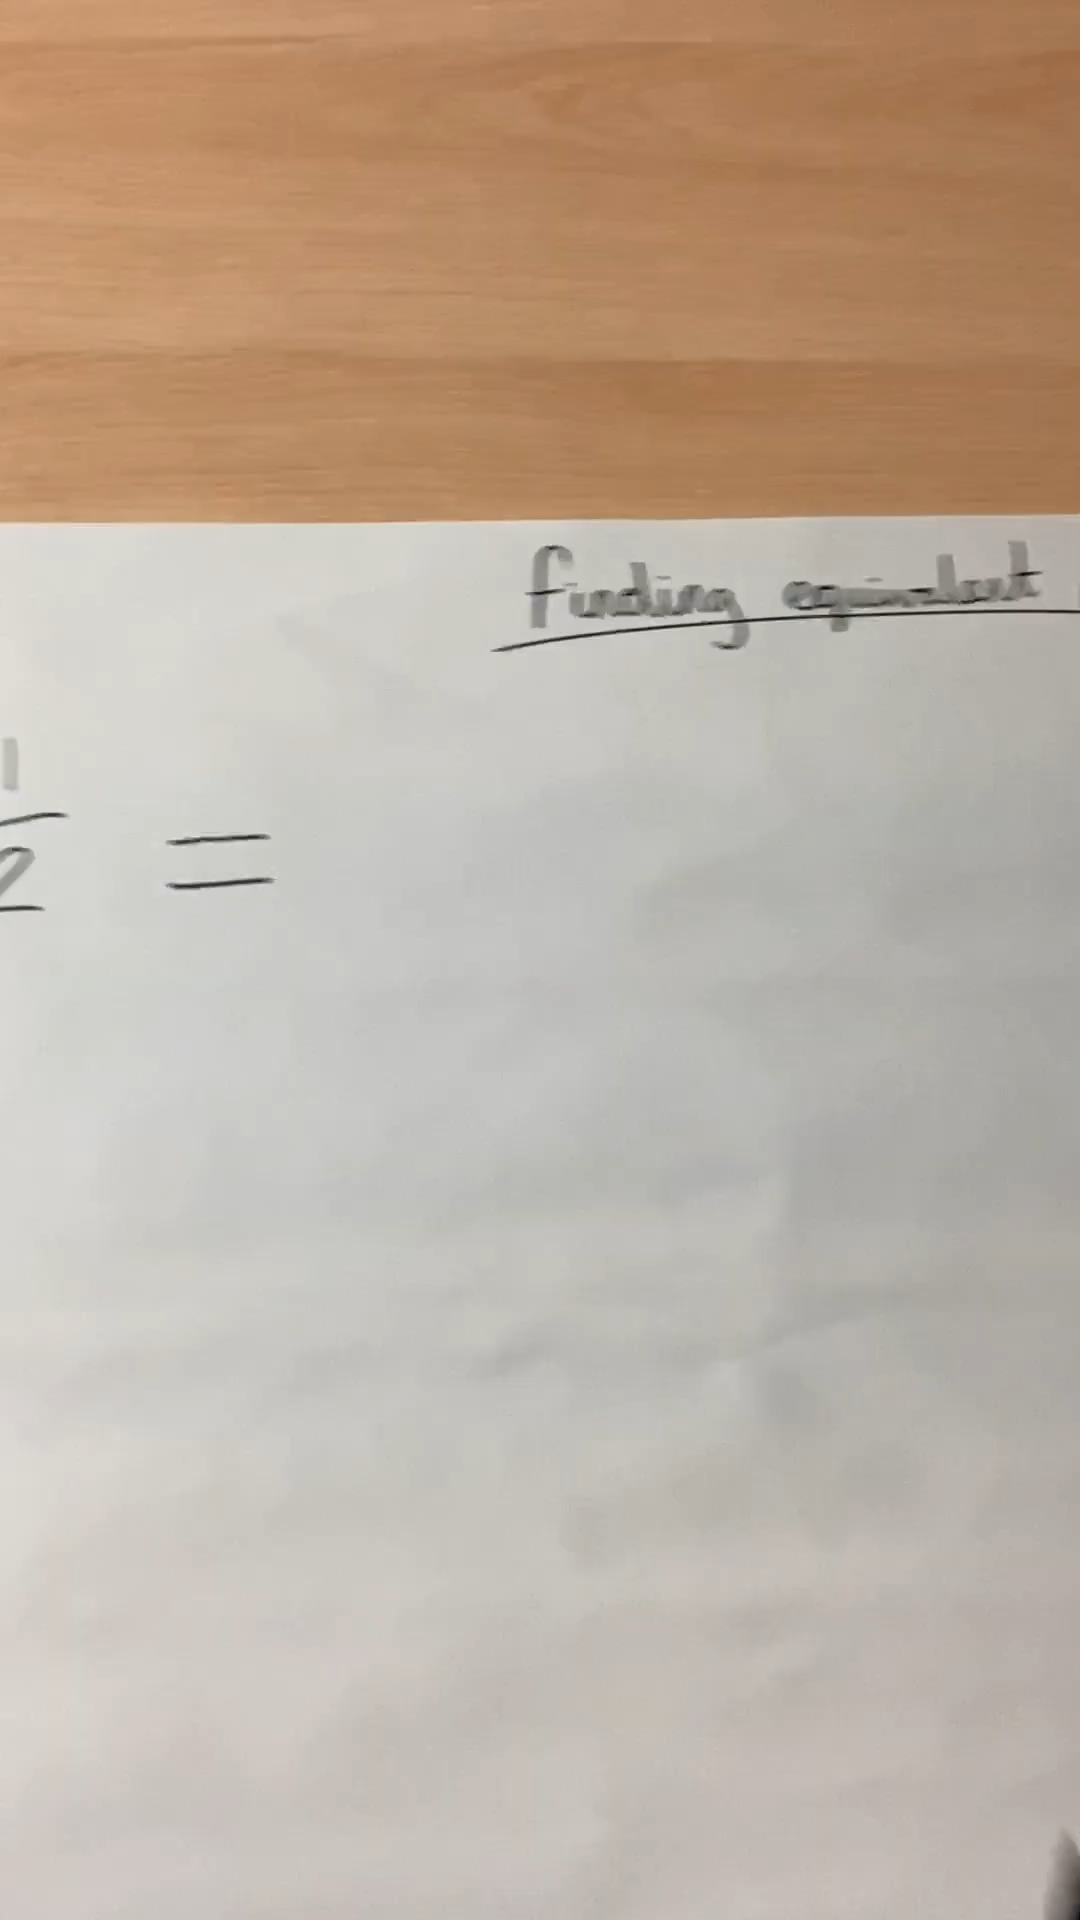 finding equivalent
1
2 =